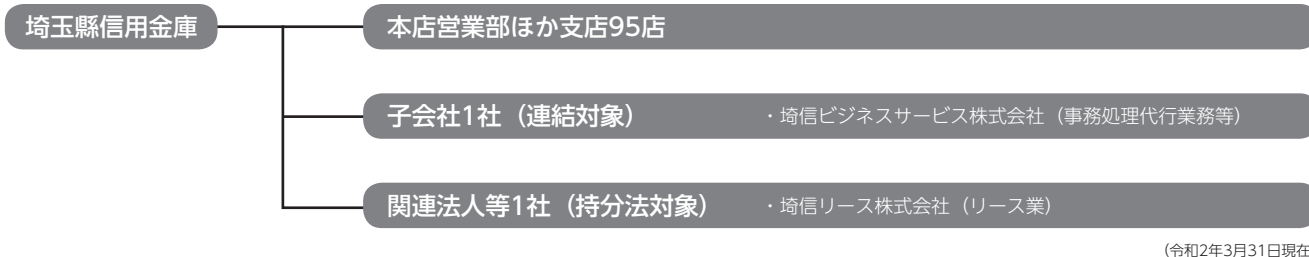 埼玉縣信用金庫
本店営業部ほか支店95店
子会社1社（連結対象） ・埼信ビジネスサービス株式会社（事務処理代行業務等）
関連法人等1社（持分法対象） ・埼信リース株式会社（リース業）
（令和2年3月31日現在